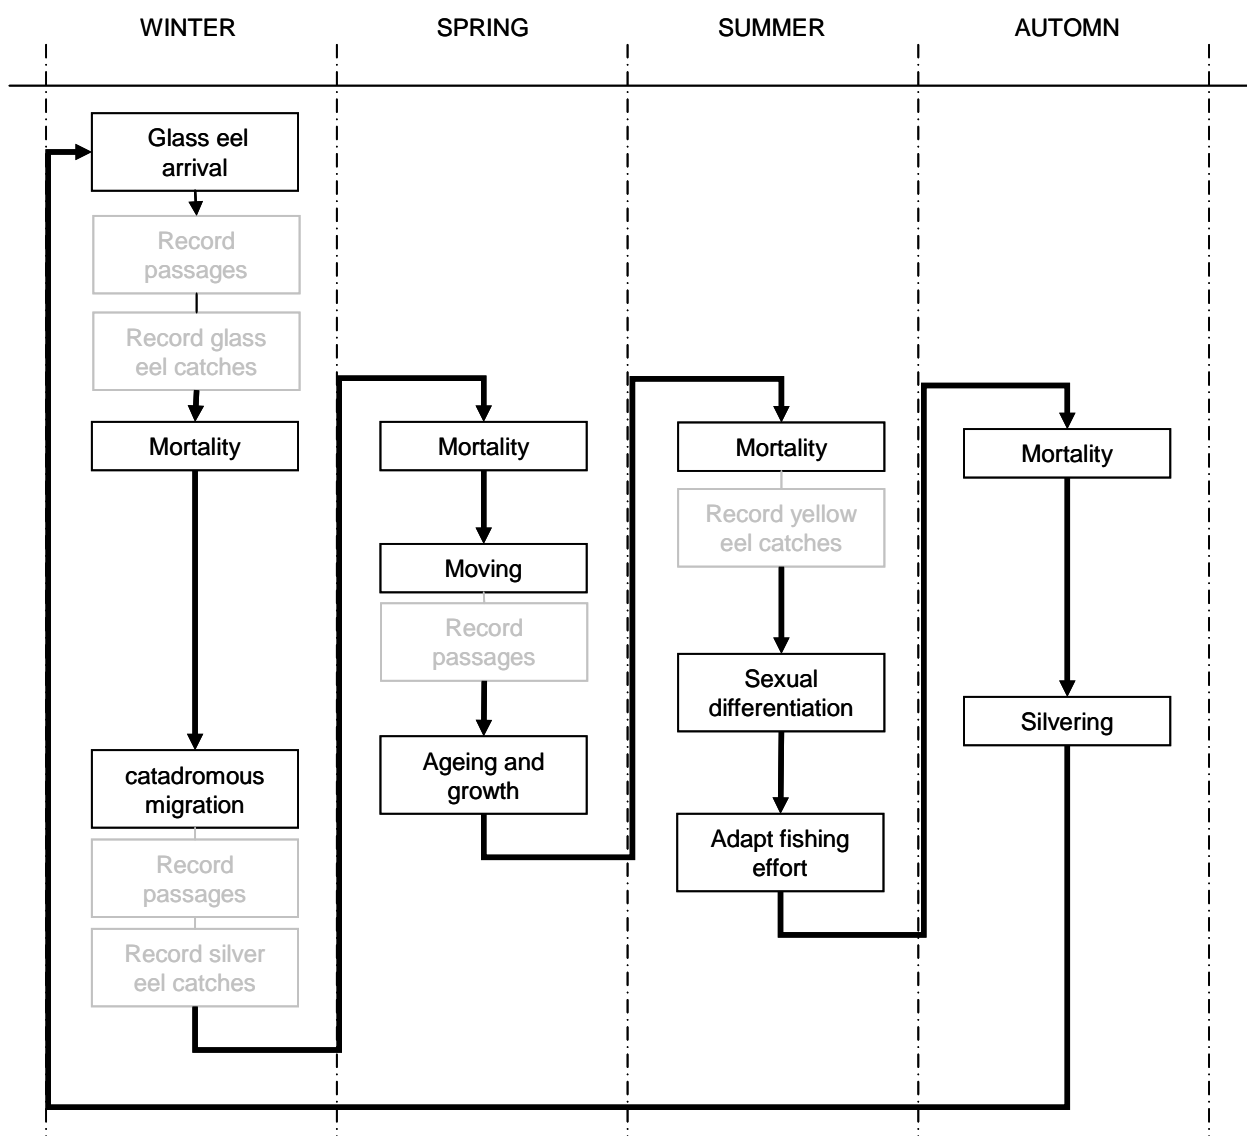 WINTER
SPRING
SUMMER
AUTOMN
Glass eel
arrival
Record
passages
Record glass
eel catches
Mortality
catadromous
migration
Record
passages
Record silver
eel catches
Mortality
Moving
Record
passages
Ageing and
growth
Mortality
Record yellow
eel catches
Sexual
differentiation
Adapt fishing
effort
Mortality
Silvering